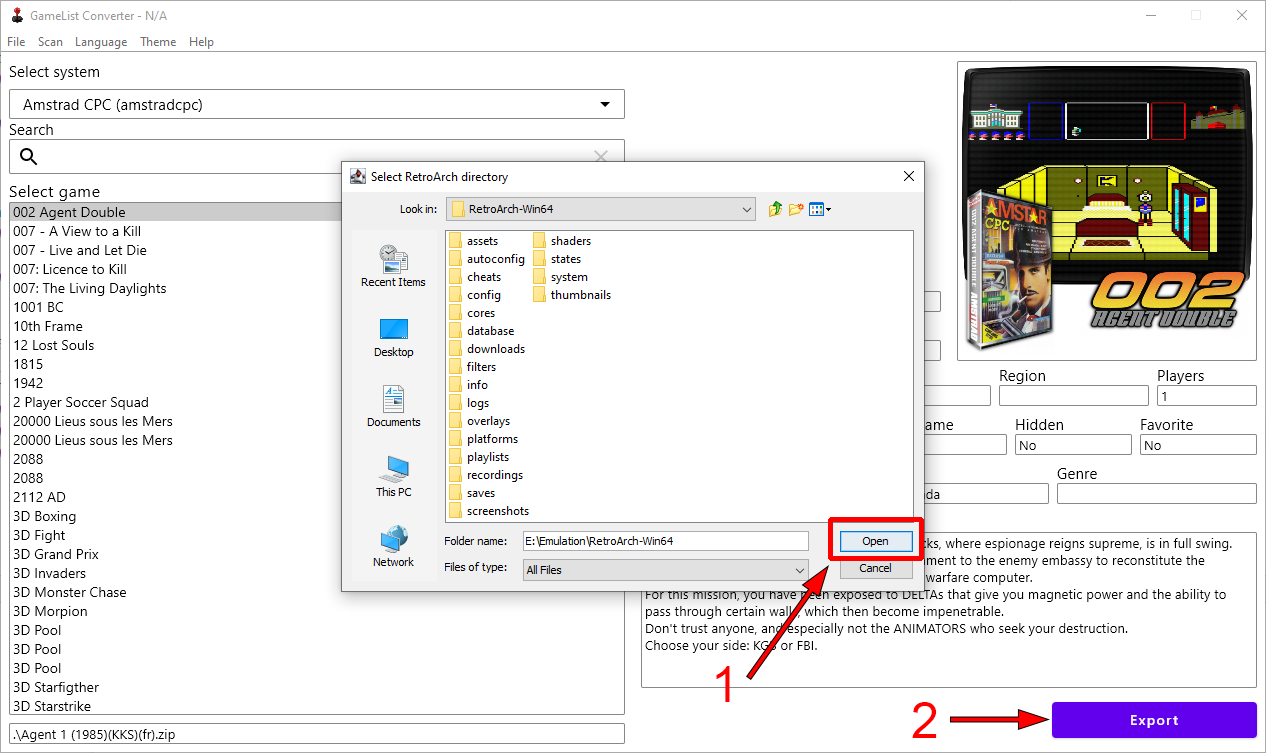 GameList Converter - N/A
File Scan Language Theme Help
Select system
Amstrad CPC (amstradcpc)
Search
Select game
002 Agent Double
007 - A View to a Kill
007 - Live and Let Die
007: Licence to Kill
007: The Living Daylights
1001 BC
10th Frame
12 Lost Souls
1815
1942
2 Player Soccer Squad
20000 Lieus sous les Mers
20000 Lieus sous les Mers
2088
2088
2112 AD
3D Boxing
3D Fight
3D Grand Prix
3D Invaders
3D Monster Chase
3D Morpion
3D Pool
3D Pool
3D Pool
3D Starfigther
3D Starstrike
.\Agent 1 (1985)(KKS)(fr).zip
Select RetroArch directory
Look in: RetroArch-Win64
Recent Items
Desktop
Documents
This PC
Network
assets
autoconfig
cheats
config
cores
database
downloads
filters
info
logs
overlays
platforms
playlists
recordings
saves
screenshots
shaders
states
system
thumbnails
Folder name: E:\Emulation\RetroArch-Win64
Open
Files of type: All Files
Cancel
AMSTAR
CPC
002 AGENT DOUBLE
AMSTRAD
002
AGENT DOUBLE
Region
Players
1
ame
Hidden
No
Favorite
No
Genre
da
ks, where espionage reigns supreme, is in full swing.
ment to the enemy embassy to reconstitute the
warfare computer.
For this mission, you have been exposed to DELTAs that give you magnetic power and the ability to
pass through certain walls, which then become impenetrable.
Don't trust anyone, and especially not the ANIMATORS who seek your destruction.
Choose your side: KGB or FBI.
1
2
Export